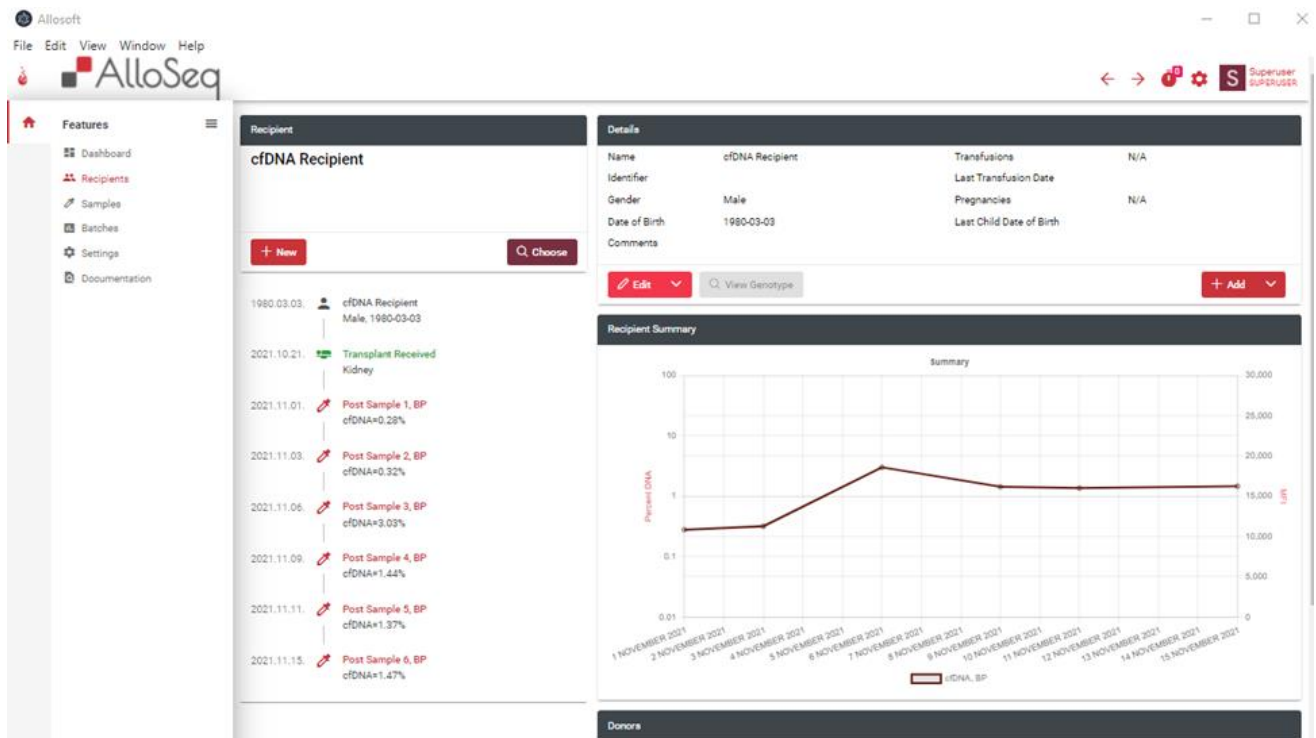 Allosoft
File Edit View Window Help
AlloSeq
0
S
Superuser
SUPERUSER
Features
Dashboard
Recipients
Samples
Batches
Settings
Documentation
Recipient
cfDNA Recipient
+ New
Choose
1980.03.03.
cfDNA Recipient
Male, 1980-03-03
2021.10.21.
Transplant Received
Kidney
2021.11.01.
Post Sample 1, BP
cfDNA=0.28%
2021.11.03.
Post Sample 2, BP
cfDNA=0.32%
2021.11.06.
Post Sample 3, BP
cfDNA=3.03%
2021.11.09.
Post Sample 4, BP
cfDNA=1.44%
2021.11.11.
Post Sample 5, BP
cfDNA=1.37%
2021.11.15.
Post Sample 6, BP
cfDNA=1.47%
Details
Name cfDNA Recipient Transfusions N/A
Identifier Last Transfusion Date
Gender Male Pregnancies N/A
Date of Birth 1980-03-03 Last Child Date of Birth
Comments
Edit
View Genotype
+ Add
Recipient Summary
Summary
100
10
1
0.1
0.01
Percent DNA
30,000
25,000
20,000
15,000
10,000
5,000
0
MFI
1 NOVEMBER 2021
2 NOVEMBER 2021
3 NOVEMBER 2021
4 NOVEMBER 2021
5 NOVEMBER 2021
6 NOVEMBER 2021
7 NOVEMBER 2021
8 NOVEMBER 2021
9 NOVEMBER 2021
10 NOVEMBER 2021
11 NOVEMBER 2021
12 NOVEMBER 2021
13 NOVEMBER 2021
14 NOVEMBER 2021
15 NOVEMBER 2021
cfDNA, BP
Donors